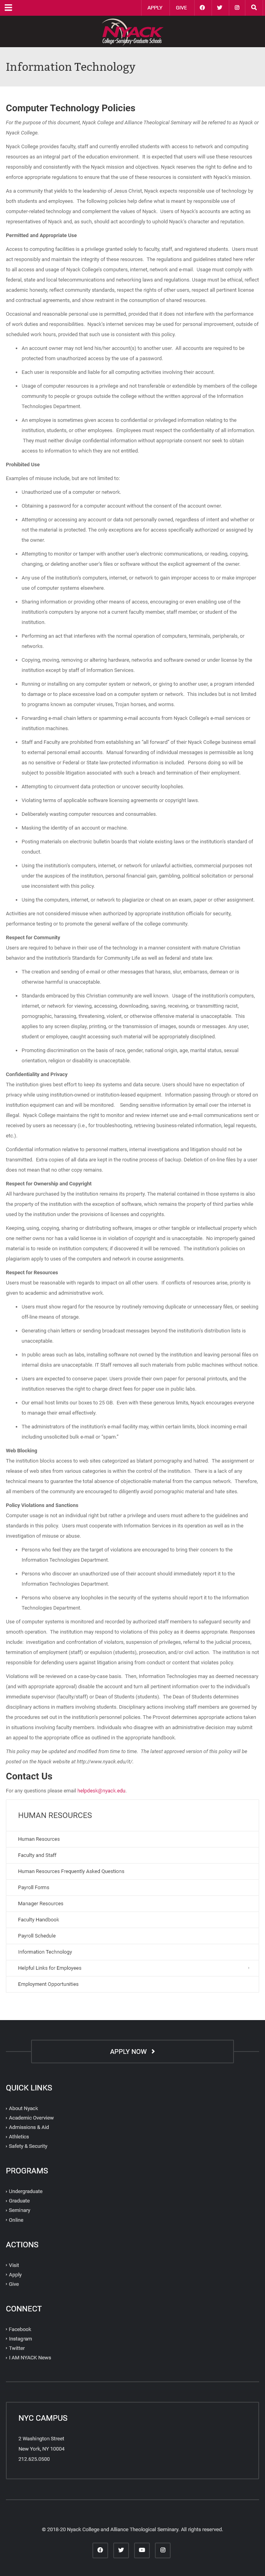 APPLY
GIVE
NYACK
College • Seminary • Graduate Schools
Information Technology
Computer Technology Policies
For the purpose of this document, Nyack College and Alliance Theological Seminary will be referred to as Nyack or
Nyack College.
Nyack College provides faculty, staff and currently enrolled students with access to network and computing
resources as an integral part of the information environment. It is expected that users will use these resources
responsibly and consistently with the Nyack mission and objectives. Nyack reserves the right to define and to
enforce appropriate regulations to ensure that the use of these resources is consistent with Nyack's mission.
As a community that yields to the leadership of Jesus Christ, Nyack expects responsible use of technology by
both students and employees. The following policies help define what is meant by responsible use of
computer-related technology and complement the values of Nyack. Users of Nyack's accounts are acting as
representatives of Nyack and, as such, should act accordingly to uphold Nyack's character and reputation.
Permitted and Appropriate Use
Access to computing facilities is a privilege granted solely to faculty, staff, and registered students. Users must
act responsibly and maintain the integrity of these resources. The regulations and guidelines stated here refer
to all access and usage of Nyack College's computers, internet, network and e-mail. Usage must comply with
federal, state and local telecommunications and networking laws and regulations. Usage must be ethical, reflect
academic honesty, reflect community standards, respect the rights of other users, respect all pertinent license
and contractual agreements, and show restraint in the consumption of shared resources.
Occasional and reasonable personal use is permitted, provided that it does not interfere with the performance
of work duties and responsibilities. Nyack's internet services may be used for personal improvement, outside of
scheduled work hours, provided that such use is consistent with this policy.
• An account owner may not lend his/her account(s) to another user. All accounts are required to be
protected from unauthorized access by the use of a password.
• Each user is responsible and liable for all computing activities involving their account.
• Usage of computer resources is a privilege and not transferable or extendible by members of the college
community to people or groups outside the college without the written approval of the Information
Technologies Department.
• An employee is sometimes given access to confidential or privileged information relating to the
institution, students, or other employees. Employees must respect the confidentiality of all information.
They must neither divulge confidential information without appropriate consent nor seek to obtain
access to information to which they are not entitled.
Prohibited Use
Examples of misuse include, but are not limited to:
• Unauthorized use of a computer or network.
• Obtaining a password for a computer account without the consent of the account owner.
• Attempting or accessing any account or data not personally owned, regardless of intent and whether or
not the material is protected. The only exceptions are for access specifically authorized or assigned by
the owner.
• Attempting to monitor or tamper with another user's electronic communications, or reading, copying,
changing, or deleting another user's files or software without the explicit agreement of the owner.
• Any use of the institution's computers, internet, or network to gain improper access to or make improper
use of computer systems elsewhere.
• Sharing information or providing other means of access, encouraging or even enabling use of the
institution's computers by anyone not a current faculty member, staff member, or student of the
institution.
• Performing an act that interferes with the normal operation of computers, terminals, peripherals, or
networks.
• Copying, moving, removing or altering hardware, networks and software owned or under license by the
institution except by staff of Information Services.
• Running or installing on any computer system or network, or giving to another user, a program intended
to damage or to place excessive load on a computer system or network. This includes but is not limited
to programs known as computer viruses, Trojan horses, and worms.
• Forwarding e-mail chain letters or spamming e-mail accounts from Nyack College's e-mail services or
institution machines.
• Staff and Faculty are prohibited from establishing an "all forward" of their Nyack College business email
to external personal email accounts. Manual forwarding of individual messages is permissible as long
as no sensitive or Federal or State law-protected information is included. Persons doing so will be
subject to possible litigation associated with such a breach and termination of their employment.
• Attempting to circumvent data protection or uncover security loopholes.
• Violating terms of applicable software licensing agreements or copyright laws.
• Deliberately wasting computer resources and consumables.
• Masking the identity of an account or machine.
• Posting materials on electronic bulletin boards that violate existing laws or the institution's standard of
conduct.
• Using the institution's computers, internet, or network for unlawful activities, commercial purposes not
under the auspices of the institution, personal financial gain, gambling, political solicitation or personal
use inconsistent with this policy.
• Using the computers, internet, or network to plagiarize or cheat on an exam, paper or other assignment.
Activities are not considered misuse when authorized by appropriate institution officials for security,
performance testing or to promote the general welfare of the college community.
Respect for Community
Users are required to behave in their use of the technology in a manner consistent with mature Christian
behavior and the institution's Standards for Community Life as well as federal and state law.
• The creation and sending of e-mail or other messages that harass, slur, embarrass, demean or is
otherwise harmful is unacceptable.
• Standards embraced by this Christian community are well known. Usage of the institution's computers,
internet, or network for viewing, accessing, downloading, saving, receiving, or transmitting racist,
pornographic, harassing, threatening, violent, or otherwise offensive material is unacceptable. This
applies to any screen display, printing, or the transmission of images, sounds or messages. Any user,
student or employee, caught accessing such material will be appropriately disciplined.
• Promoting discrimination on the basis of race, gender, national origin, age, marital status, sexual
orientation, religion or disability is unacceptable.
Confidentiality and Privacy
The institution gives best effort to keep its systems and data secure. Users should have no expectation of
privacy while using institution-owned or institution-leased equipment. Information passing through or stored on
institution equipment can and will be monitored. Sending sensitive information by email over the internet is
illegal. Nyack College maintains the right to monitor and review internet use and e-mail communications sent or
received by users as necessary (i.e., for troubleshooting, retrieving business-related information, legal requests,
etc.).
Confidential information relative to personnel matters, internal investigations and litigation should not be
transmitted. Extra copies of all data are kept in the routine process of backup. Deletion of on-line files by a user
does not mean that no other copy remains.
Respect for Ownership and Copyright
All hardware purchased by the institution remains its property. The material contained in those systems is also
the property of the institution with the exception of software, which remains the property of third parties while
used by the institution under the provisions of licenses and copyrights.
Keeping, using, copying, sharing or distributing software, images or other tangible or intellectual property which
one neither owns nor has a valid license is in violation of copyright and is unacceptable. No improperly gained
material is to reside on institution computers; if discovered it will be removed. The institution's policies on
plagiarism apply to uses of the computers and network in course assignments.
Respect for Resources
Users must be reasonable with regards to impact on all other users. If conflicts of resources arise, priority is
given to academic and administrative work.
• Users must show regard for the resource by routinely removing duplicate or unnecessary files, or seeking
off-line means of storage.
• Generating chain letters or sending broadcast messages beyond the institution's distribution lists is
unacceptable.
• In public areas such as labs, installing software not owned by the institution and leaving personal files on
internal disks are unacceptable. IT Staff removes all such materials from public machines without notice.
• Users are expected to conserve paper. Users provide their own paper for personal printouts, and the
institution reserves the right to charge direct fees for paper use in public labs.
• Our email host limits our boxes to 25 GB. Even with these generous limits, Nyack encourages everyone
to manage their email effectively.
• The administrators of the institution's e-mail facility may, within certain limits, block incoming e-mail
including unsolicited bulk e-mail or "spam."
Web Blocking
The institution blocks access to web sites categorized as blatant pornography and hatred. The assignment or
release of web sites from various categories is within the control of the institution. There is a lack of any
technical means to guarantee the total absence of objectionable material from the campus network. Therefore,
all members of the community are encouraged to diligently avoid pornographic material and hate sites.
Policy Violations and Sanctions
Computer usage is not an individual right but rather a privilege and users must adhere to the guidelines and
standards in this policy. Users must cooperate with Information Services in its operation as well as in the
investigation of misuse or abuse.
• Persons who feel they are the target of violations are encouraged to bring their concern to the
Information Technologies Department.
• Persons who discover an unauthorized use of their account should immediately report it to the
Information Technologies Department.
• Persons who observe any loopholes in the security of the systems should report it to the Information
Technologies Department.
Use of computer systems is monitored and recorded by authorized staff members to safeguard security and
smooth operation. The institution may respond to violations of this policy as it deems appropriate. Responses
include: investigation and confrontation of violators, suspension of privileges, referral to the judicial process,
termination of employment (staff) or expulsion (students), prosecution, and/or civil action. The institution is not
responsible for defending users against litigation arising from conduct or content that violates policy.
Violations will be reviewed on a case-by-case basis. Then, Information Technologies may as deemed necessary
(and with appropriate approval) disable the account and turn all pertinent information over to the individual's
immediate supervisor (faculty/staff) or Dean of Students (students). The Dean of Students determines
disciplinary actions in matters involving students. Disciplinary modes available are various and are governed by
the procedures set out in the institution's personnel policies. The Provost determines appropriate actions taken
in situations involving faculty members. Individuals who disagree with an administrative decision may submit
an appeal to the appropriate office as outlined in the appropriate handbook.
This policy may be updated and modified from time to time. The latest approved version of this policy will be
posted on the Nyack website at http://www.nyack.edu/it/.
Contact Us
For any questions please email helpdesk@nyack.edu.
HUMAN RESOURCES
Human Resources
Faculty and Staff
Human Resources Frequently Asked Questions
Payroll Forms
Manager Resources
Faculty Handbook
Payroll Schedule
Information Technology
Helpful Links for Employees
Employment Opportunities
APPLY NOW
QUICK LINKS
About Nyack
Academic Overview
Admissions & Aid
Athletics
Safety & Security
PROGRAMS
Undergraduate
Graduate
Seminary
Online
ACTIONS
Visit
Apply
Give
CONNECT
Facebook
Instagram
Twitter
I AM NYACK News
NYC CAMPUS
2 Washington Street
New York, NY 10004
212.625.0500
© 2018-20 Nyack College and Alliance Theological Seminary. All rights reserved.